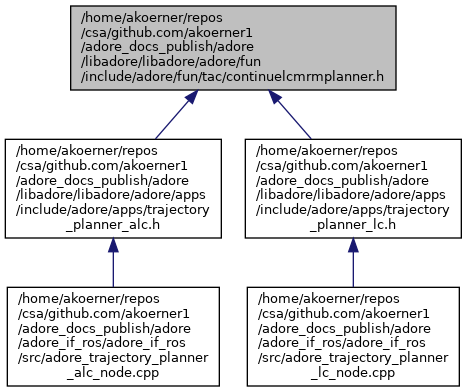 /home/akoerner/repos
/csa/github.com/akoerner1
/adore_docs_publish/adore
/libadore/libadore/adore/fun
/include/adore/fun/tac/continuelcmrmplanner.h
/home/akoerner/repos
/csa/github.com/akoerner1
/adore_docs_publish/adore
/libadore/libadore/adore/apps
/include/adore/apps/trajectory
_planner_alc.h
/home/akoerner/repos
/csa/github.com/akoerner1
/adore_docs_publish/adore
/libadore/libadore/adore/apps
/include/adore/apps/trajectory
_planner_lc.h
/home/akoerner/repos
/csa/github.com/akoerner1
/adore_docs_publish/adore
/adore_if_ros/adore_if_ros
/src/adore_trajectory_planner
_alc_node.cpp
/home/akoerner/repos
/csa/github.com/akoerner1
/adore_docs_publish/adore
/adore_if_ros/adore_if_ros
/src/adore_trajectory_planner
_lc_node.cpp